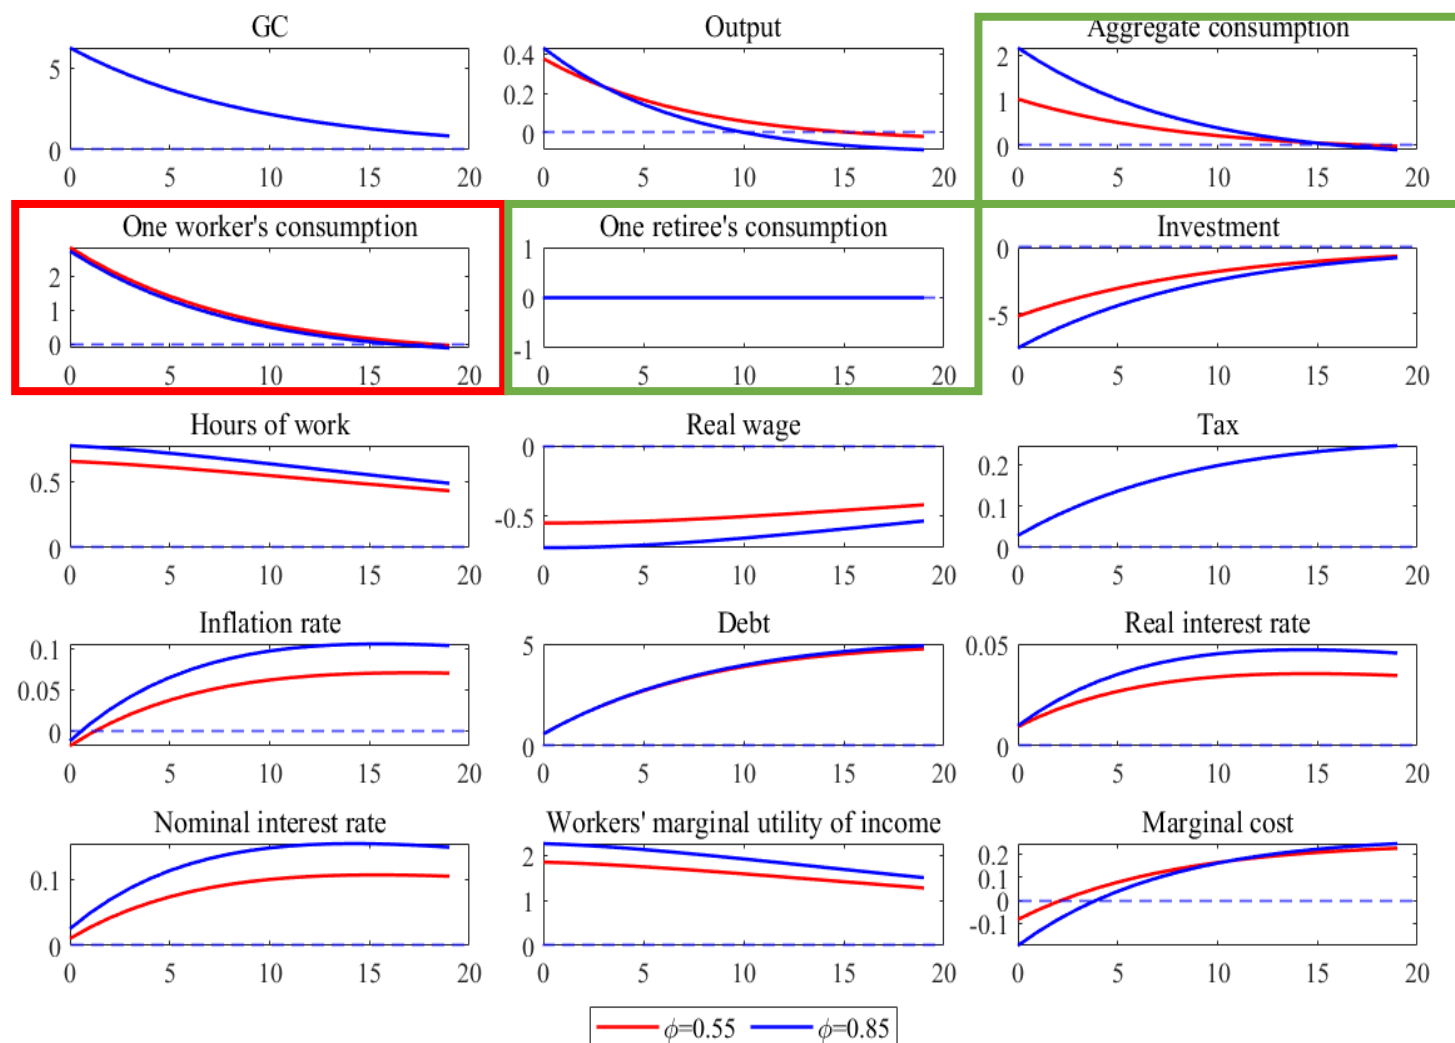 GC
Output
Aggregate consumption
5
0
0 5 10 15 20
0.4
0.2
0
0 5 10 15 20
2
1
0
0 5 10 15 20
One worker's consumption
One retiree's consumption
Investment
2
1
0
0 5 10 15 20
1
0
-1
0 5 10 15 20
0
-5
0 5 10 15 20
Hours of work
Real wage
Tax
0.5
0
0 5 10 15 20
0
-0.5
0 5 10 15 20
0.2
0.1
0
0 5 10 15 20
Inflation rate
Debt
Real interest rate
0.1
0.05
0
0 5 10 15 20
5
0
0 5 10 15 20
0.05
0
0 5 10 15 20
Nominal interest rate
Workers' marginal utility of income
Marginal cost
0.1
0
0 5 10 15 20
2
1
0
0 5 10 15 20
0.2
0.1
0
-0.1
0 5 10 15 20
ϕ=0.55 ϕ=0.85